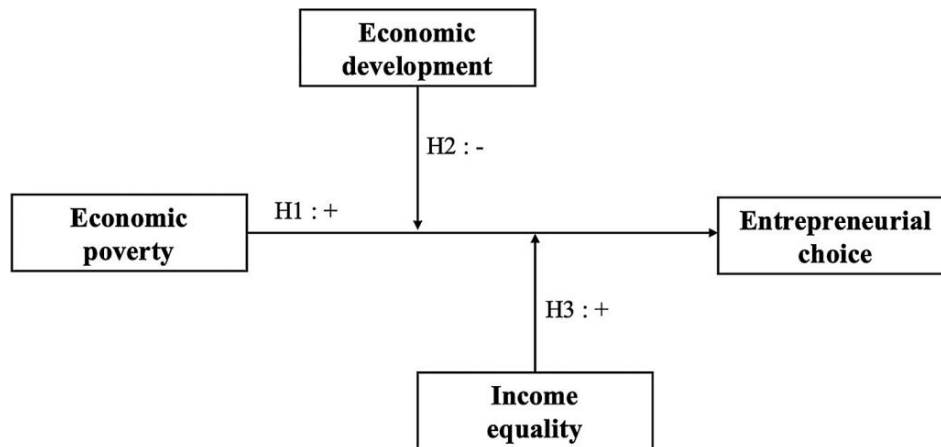 Economic
development
H2 : -
H1 : +
Economic
poverty
Entrepreneurial
choice
H3 : +
Income
equality